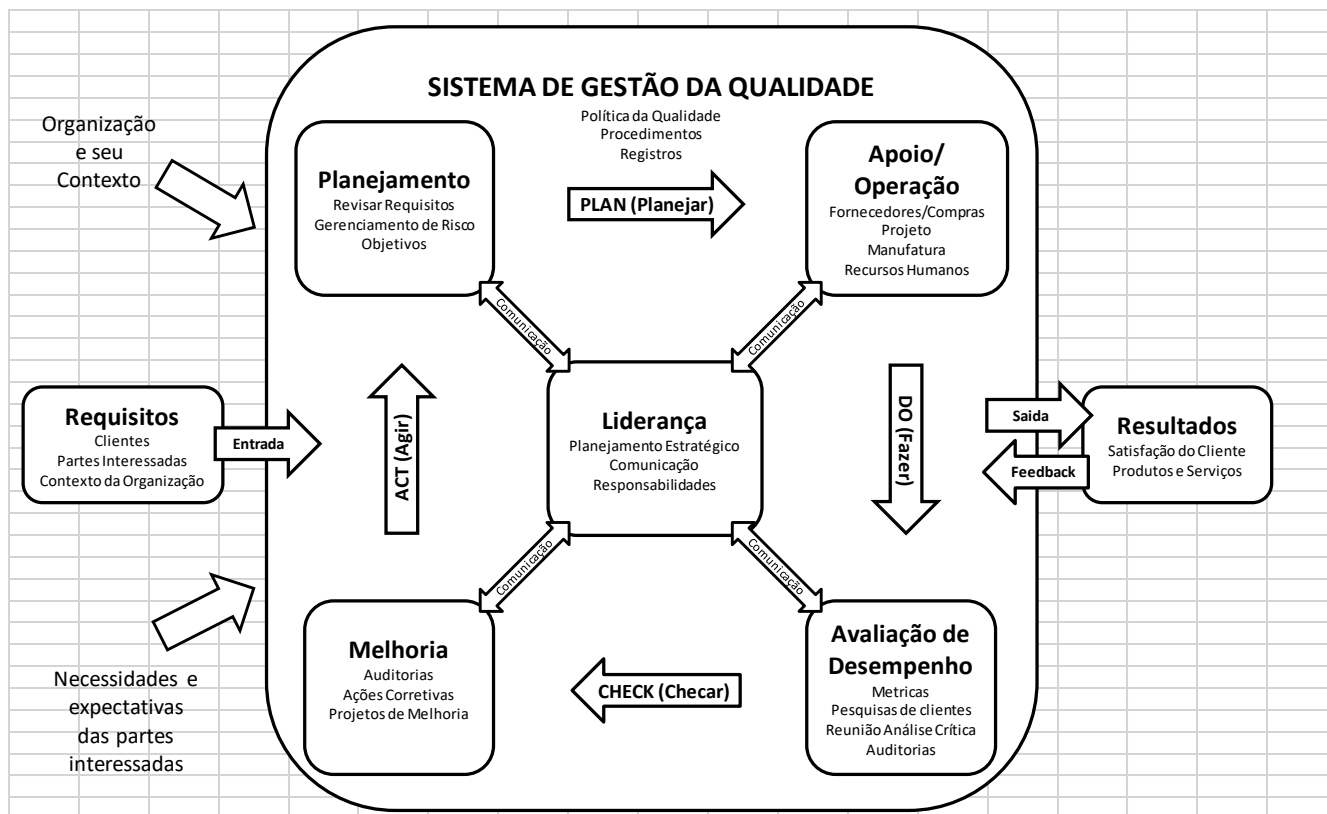 SISTEMA DE GESTÃO DA QUALIDADE
Política da Qualidade
Procedimentos
Registros
Organização
e seu
Contexto
Planejamento
Revisar Requisitos
Gerenciamento de Risco
Objetivos
PLAN (Planejar)
Apoio/
Operação
Fornecedores/Compras
Projeto
Manufatura
Recursos Humanos
Comunicação
Comunicação
Requisitos
Clientes
Partes Interessadas
Contexto da Organização
Entrada
ACT (Agir)
Liderança
Planejamento Estratégico
Comunicação
Responsabilidades
DO (Fazer)
Saida
Feedback
Resultados
Satisfação do Cliente
Produtos e Serviços
Comunicação
Comunicação
Necessidades e
expectativas
das partes
interessadas
Melhoria
Auditorias
Ações Corretivas
Projetos de Melhoria
CHECK (Checar)
Avaliação de
Desempenho
Metricas
Pesquisas de clientes
Reunião Análise Crítica
Auditorias